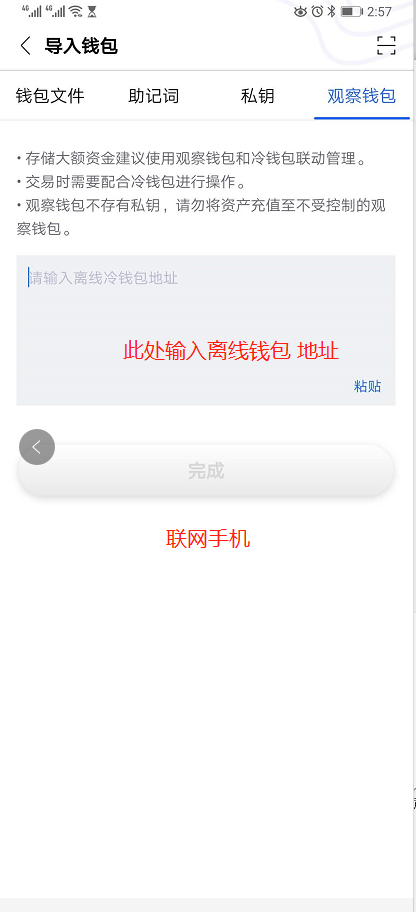 4G 4G 2:57
导入钱包
钱包文件 助记词 私钥 观察钱包
• 存储大额资金建议使用观察钱包和冷钱包联动管理。
• 交易时需要配合冷钱包进行操作。
• 观察钱包不存有私钥，请勿将资产充值至不受控制的观
察钱包。
请输入离线冷钱包地址
此处输入离线钱包 地址
粘贴
完成
联网手机